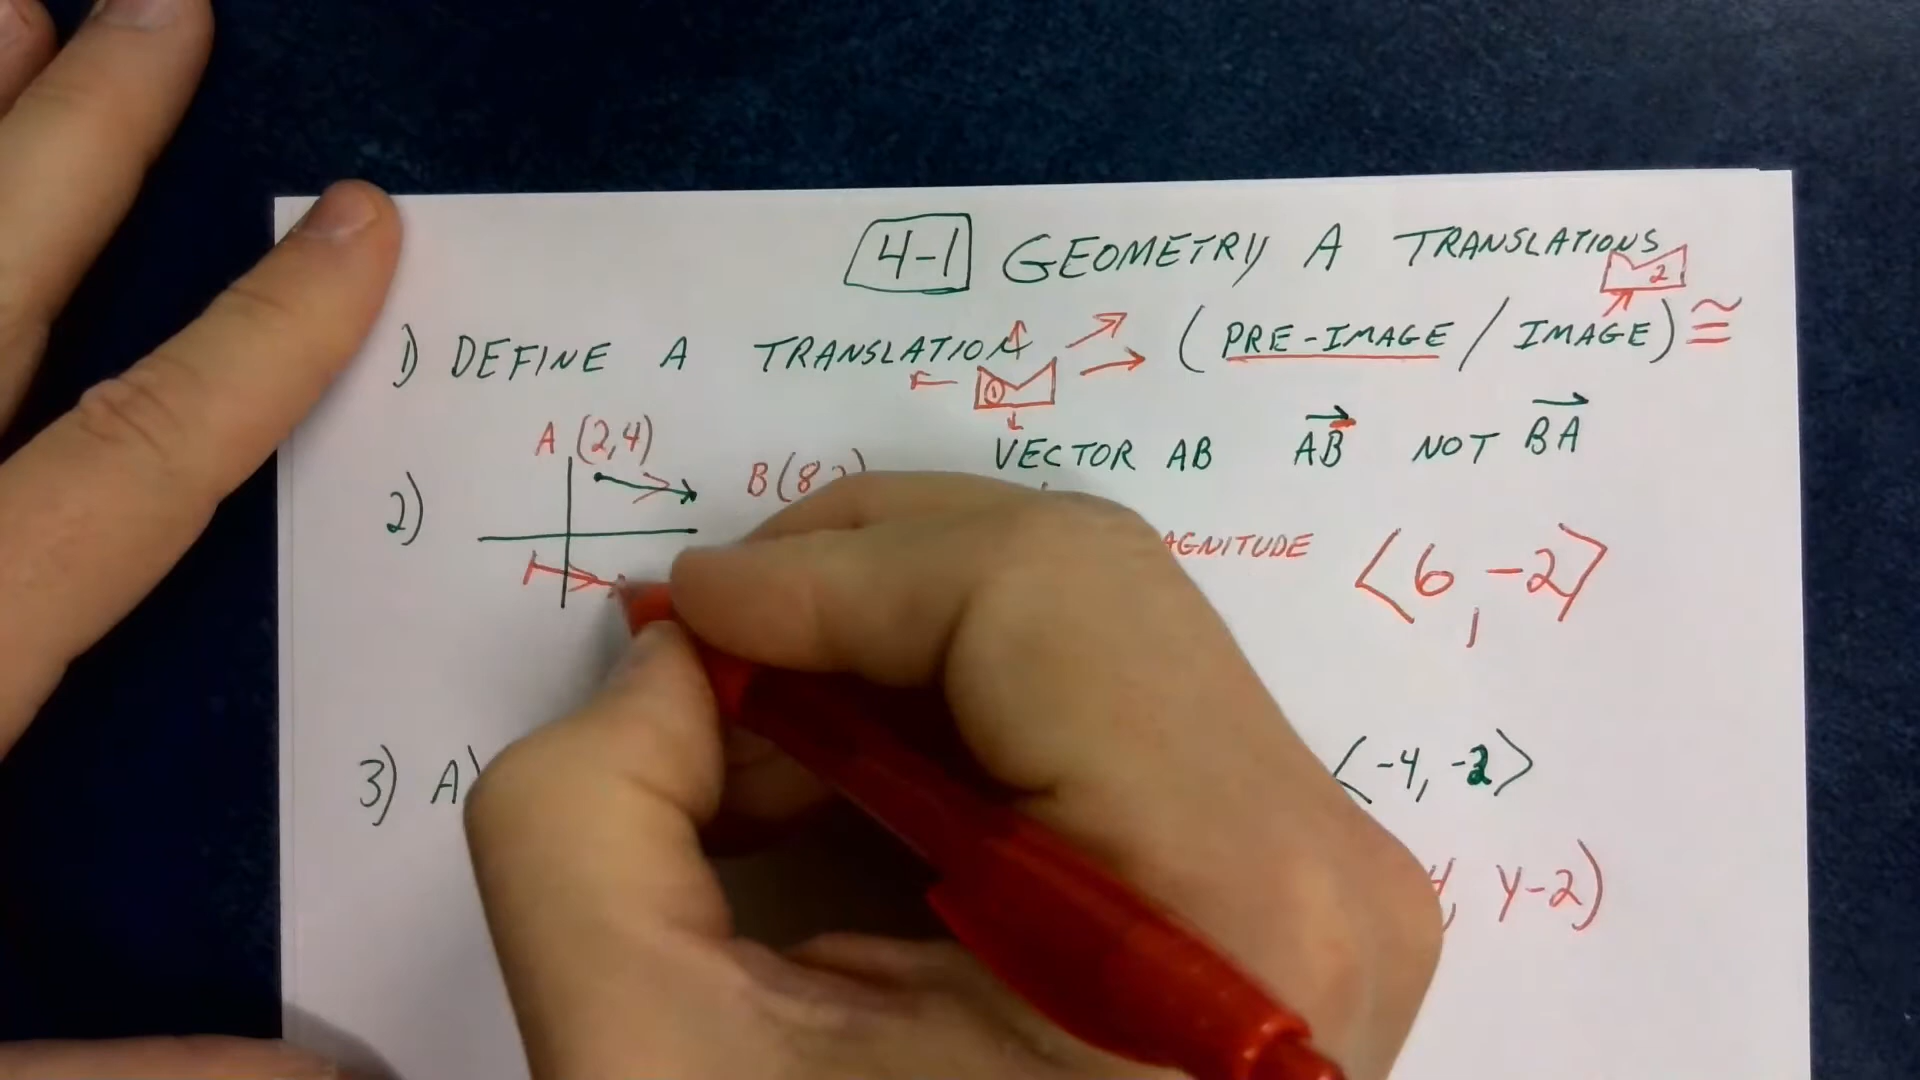 4-1 GEOMETRY A TRANSLATIONS
2
1) DEFINE A TRANSLATION (PRE-IMAGE / IMAGE) ≅
1
A (2,4) VECTOR AB AB NOT BA
B(8,
2)
<6, -2>
3) A) <-4, -2>
, Y-2)